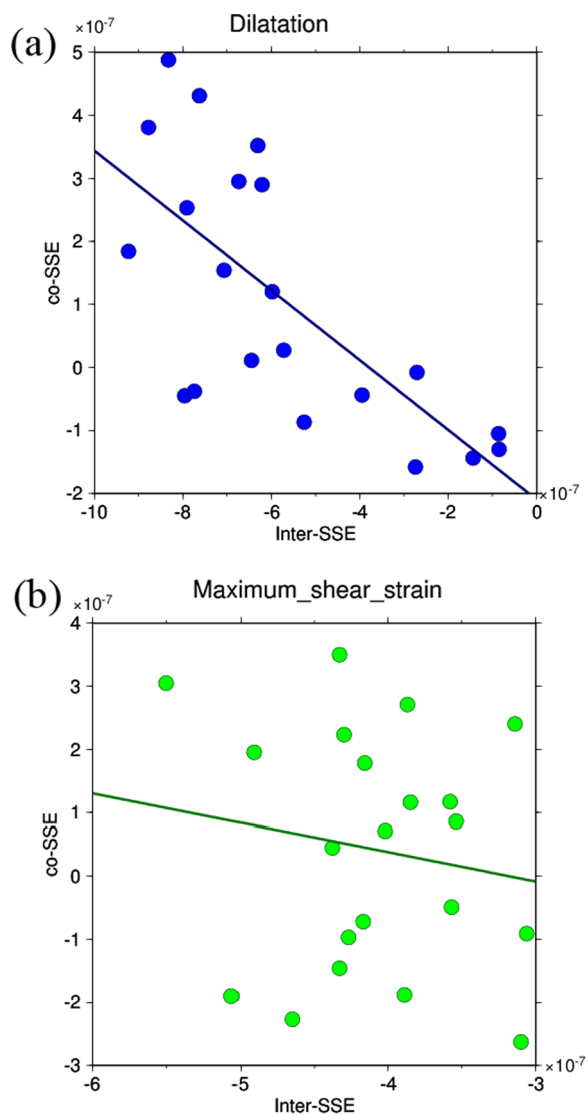 (a)
Dilatation
×10⁻⁷
5
4
3
2
1
0
-1
-2
co-SSE
-10 -8 -6 -4 -2 0
×10⁻⁷
Inter-SSE
(b)
Maximum_shear_strain
×10⁻⁷
4
3
2
1
0
-1
-2
-3
co-SSE
-6 -5 -4 -3
×10⁻⁷
Inter-SSE